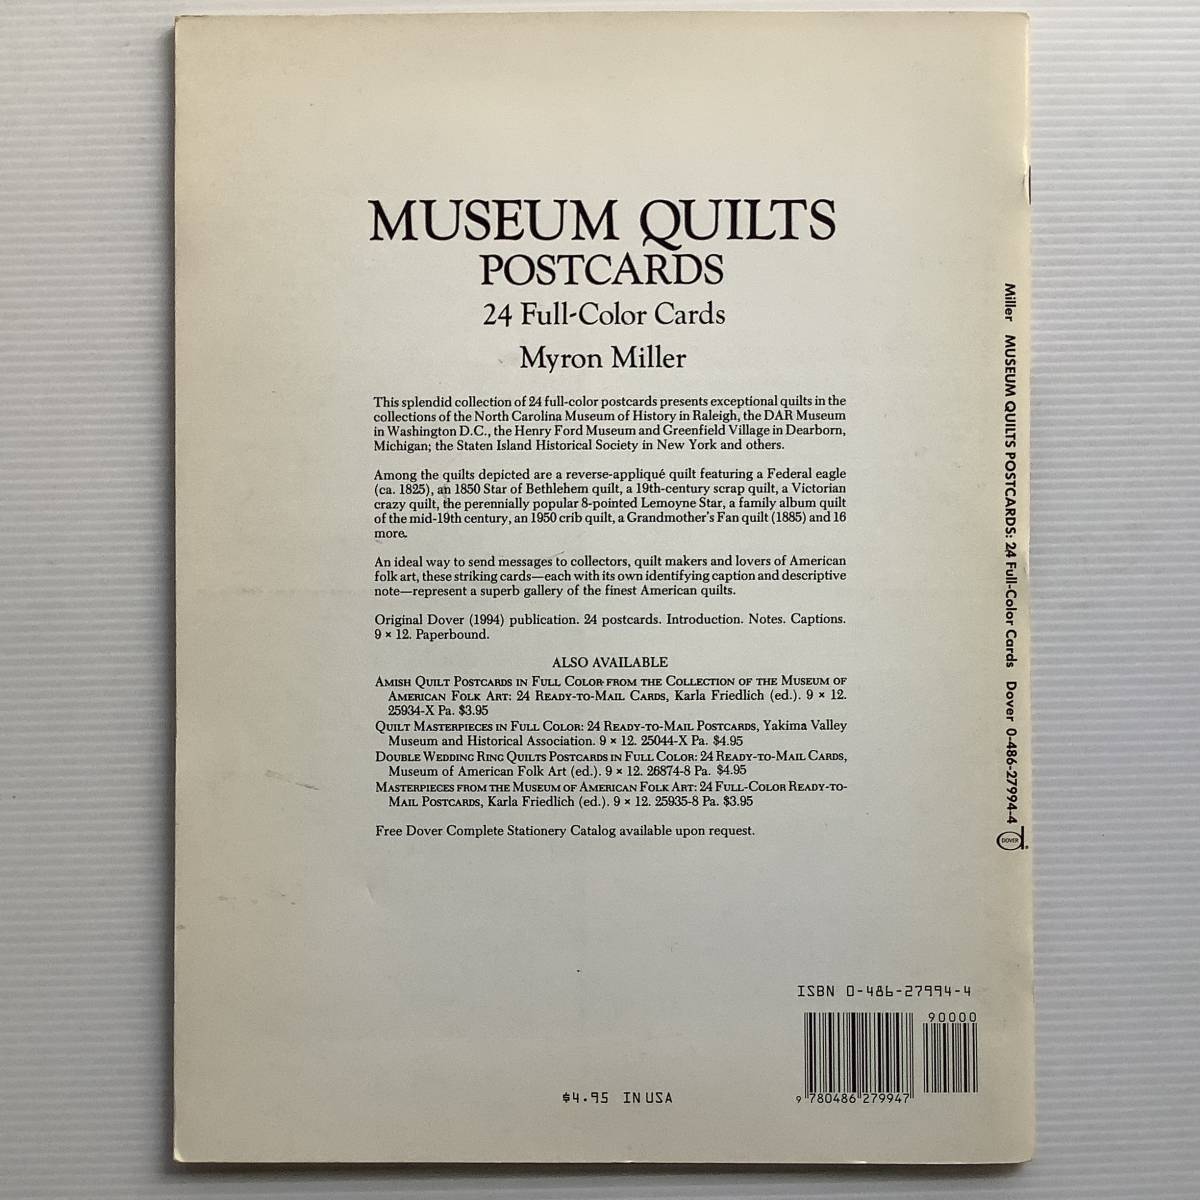 MUSEUM QUILTS
POSTCARDS
24 Full-Color Cards
Myron Miller
This splendid collection of 24 full-color postcards presents exceptional quilts in the
collections of the North Carolina Museum of History in Raleigh, the DAR Museum
in Washington D.C., the Henry Ford Museum and Greenfield Village in Dearborn,
Michigan; the Staten Island Historical Society in New York and others.
Among the quilts depicted are a reverse-appliqué quilt featuring a Federal eagle
(ca. 1825), an 1850 Star of Bethlehem quilt, a 19th-century scrap quilt, a Victorian
crazy quilt, the perennially popular 8-pointed Lemoyne Star, a family album quilt
of the mid-19th century, an 1950 crib quilt, a Grandmother's Fan quilt (1885) and 16
more.
An ideal way to send messages to collectors, quilt makers and lovers of American
folk art, these striking cards—each with its own identifying caption and descriptive
note—represent a superb gallery of the finest American quilts.
Original Dover (1994) publication. 24 postcards. Introduction. Notes. Captions.
9 × 12. Paperbound.
ALSO AVAILABLE
AMISH QUILT POSTCARDS IN FULL COLOR FROM THE COLLECTION OF THE MUSEUM OF
AMERICAN FOLK ART: 24 READY-TO-MAIL CARDS, Karla Friedlich (ed.). 9 × 12.
25934-X Pa. $3.95
QUILT MASTERPIECES IN FULL COLOR: 24 READY-TO-MAIL POSTCARDS, Yakima Valley
Museum and Historical Association. 9 × 12. 25044-X Pa. $4.95
DOUBLE WEDDING RING QUILTS POSTCARDS IN FULL COLOR: 24 READY-TO-MAIL CARDS,
Museum of American Folk Art (ed.). 9 × 12. 26874-8 Pa. $4.95
MASTERPIECES FROM THE MUSEUM OF AMERICAN FOLK ART: 24 FULL-COLOR READY-TO-
MAIL POSTCARDS, Karla Friedlich (ed.). 9 × 12. 25935-8 Pa. $3.95
Free Dover Complete Stationery Catalog available upon request.
ISBN 0-486-27994-4
90000
9 780486 279947
$4.95 IN USA
Miller MUSEUM QUILTS POSTCARDS: 24 Full-Color Cards Dover 0-486-27994-4
DOVER